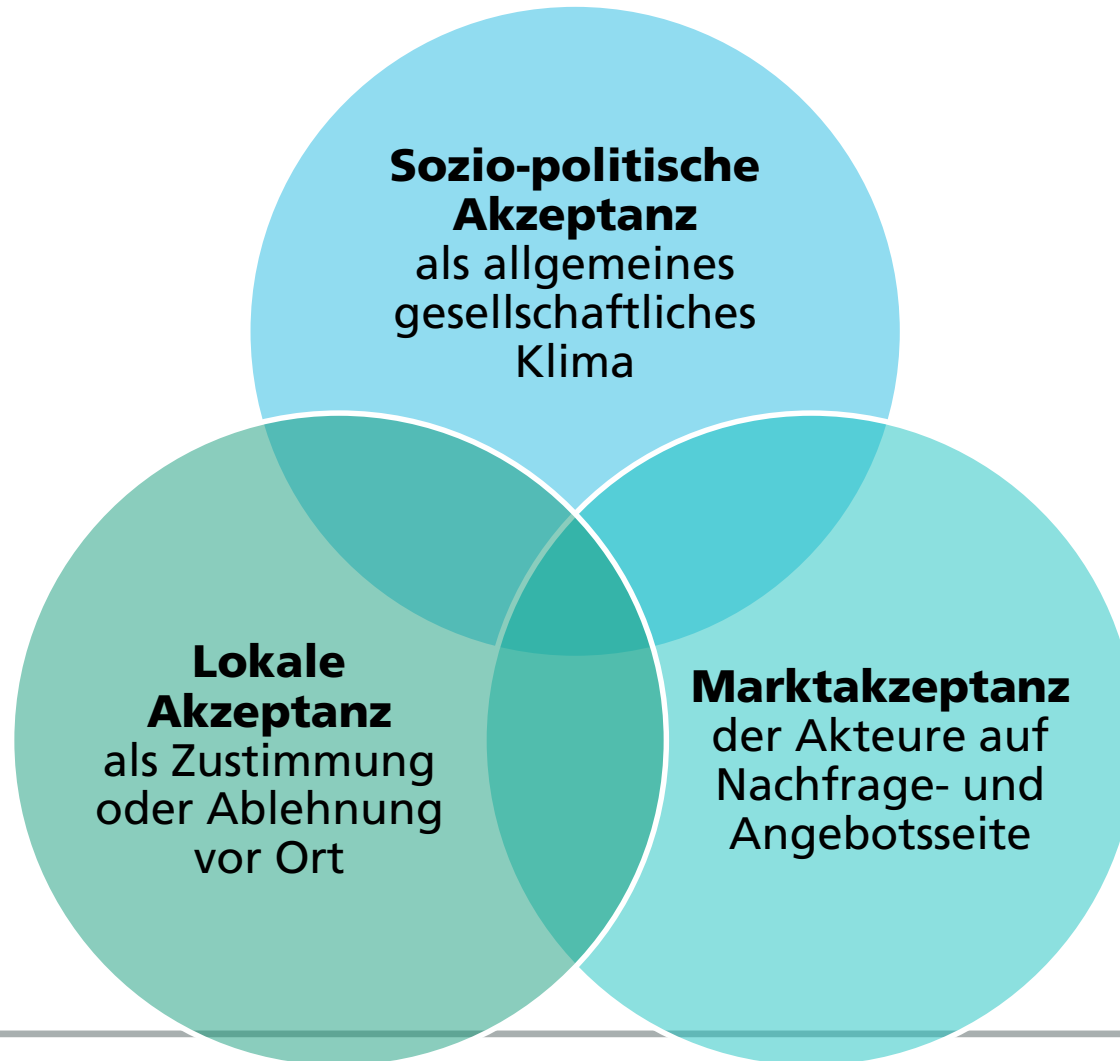 Sozio-politische
Akzeptanz
als allgemeines
gesellschaftliches
Klima
Lokale
Akzeptanz
als Zustimmung
oder Ablehnung
vor Ort
Marktakzeptanz
der Akteure auf
Nachfrage- und
Angebotsseite